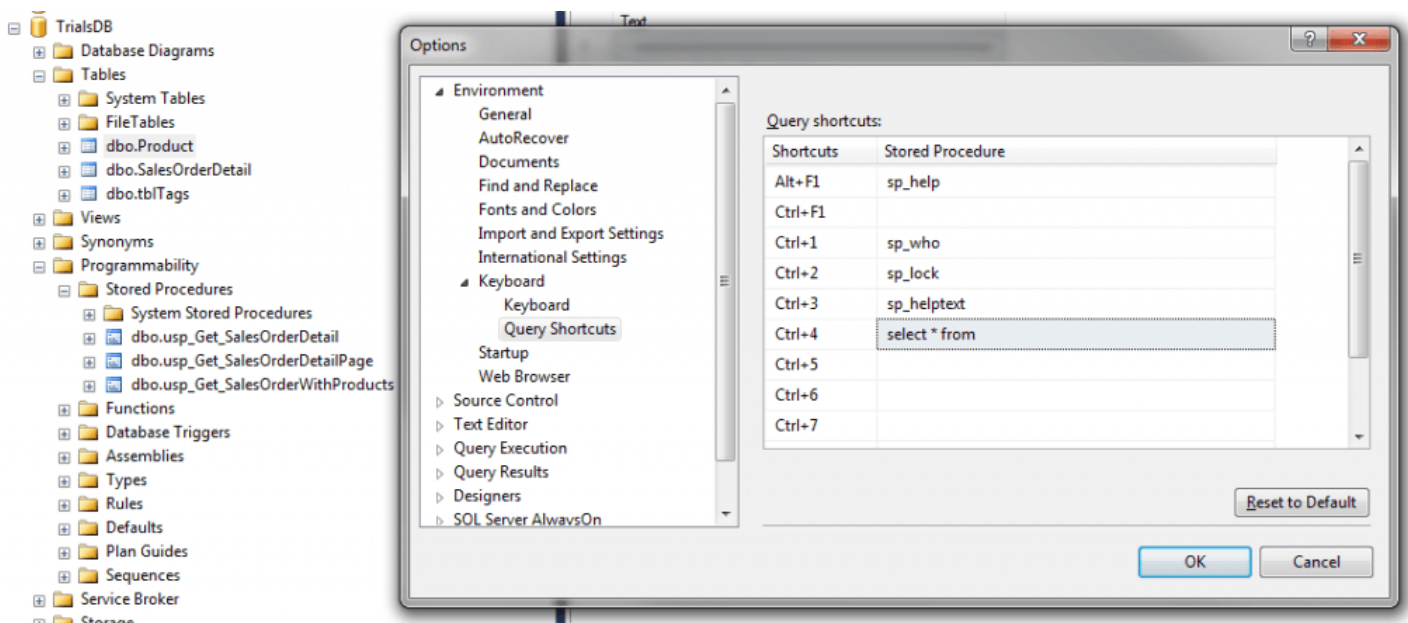 TrialsDB
Database Diagrams
Tables
System Tables
FileTables
dbo.Product
dbo.SalesOrderDetail
dbo.tblTags
Views
Synonyms
Programmability
Stored Procedures
System Stored Procedures
dbo.usp_Get_SalesOrderDetail
dbo.usp_Get_SalesOrderDetailPage
dbo.usp_Get_SalesOrderWithProducts
Functions
Database Triggers
Assemblies
Types
Rules
Defaults
Plan Guides
Sequences
Service Broker
Storage
Text
Options
Environment
General
AutoRecover
Documents
Find and Replace
Fonts and Colors
Import and Export Settings
International Settings
Keyboard
Keyboard
Query Shortcuts
Startup
Web Browser
Source Control
Text Editor
Query Execution
Query Results
Designers
SQL Server AlwaysOn
Query shortcuts:
Shortcuts Stored Procedure
Alt+F1 sp_help
Ctrl+F1
Ctrl+1 sp_who
Ctrl+2 sp_lock
Ctrl+3 sp_helptext
Ctrl+4 select * from
Ctrl+5
Ctrl+6
Ctrl+7
Reset to Default
OK Cancel